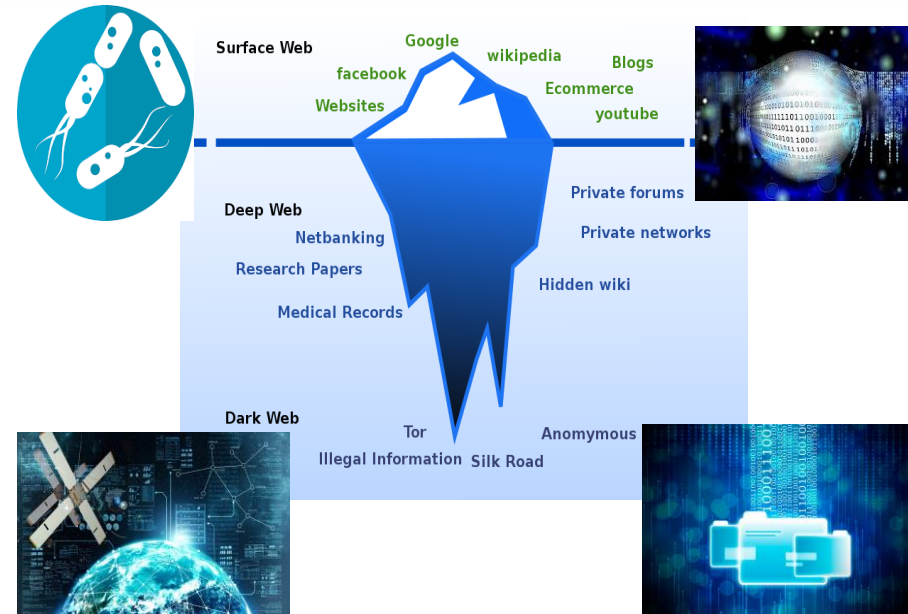 Surface Web
Google
wikipedia
Blogs
facebook
Ecommerce
Websites
youtube
Deep Web
Private forums
Netbanking
Private networks
Research Papers
Hidden wiki
Medical Records
Dark Web
Tor
Anomymous
Illegal Information
Silk Road